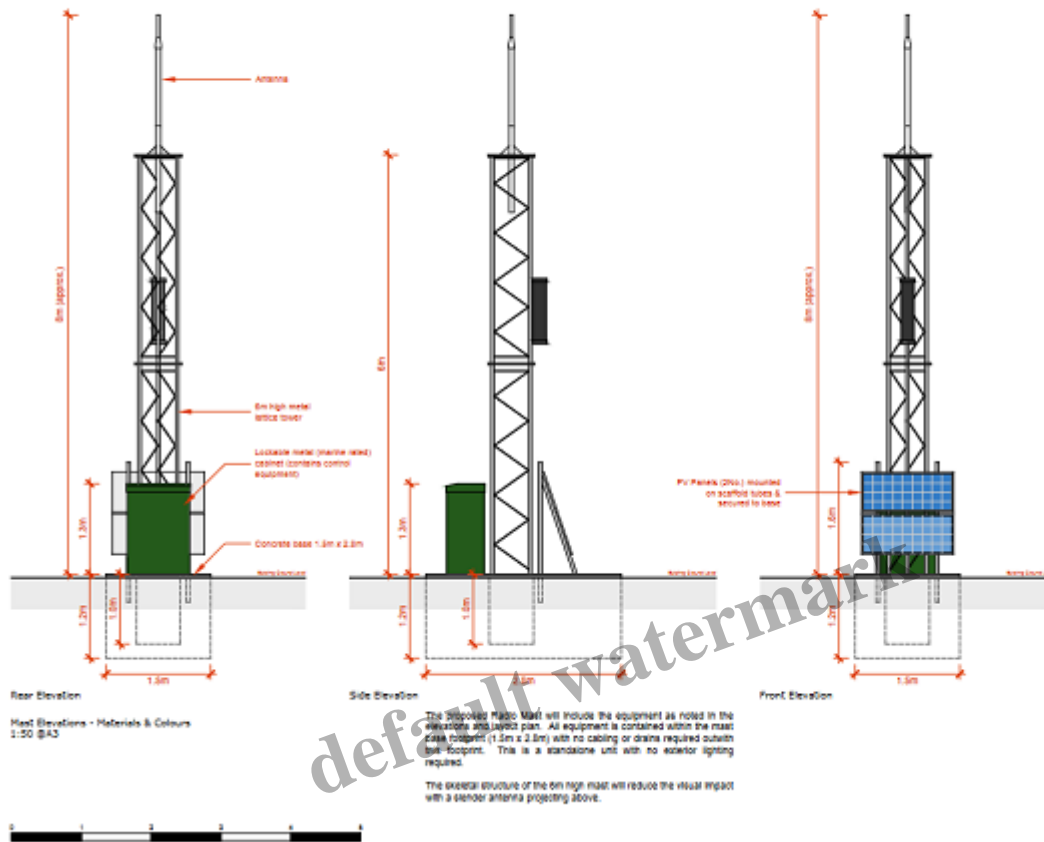 Antenna
8m (approx.)
6m high metal
lattice tower
Lockable metal (marine rated)
cabinet (contains control
equipment)
1.3m
Concrete base 1.5m x 2.8m
1.2m
1.0m
1.5m
Rear Elevation
Mast Elevations - Materials & Colours
1:50 @A3
6m
1.3m
1.2m
1.0m
2.8m
Side Elevation
The proposed Radio Mast will include the equipment as noted in the
elevations and layout plan. All equipment is contained within the mast
base footprint (1.5m x 2.8m) with no cabling or drains required outwith
this footprint. This is a standalone unit with no exterior lighting
required.
The skeletal structure of the 6m high mast will reduce the visual impact
with a slender antenna projecting above.
8m (approx.)
PV Panels (2No.) mounted
on scaffold tubes &
secured to base
1.6m
1.2m
1.5m
Front Elevation
0 1 2 3 4 5
default watermark